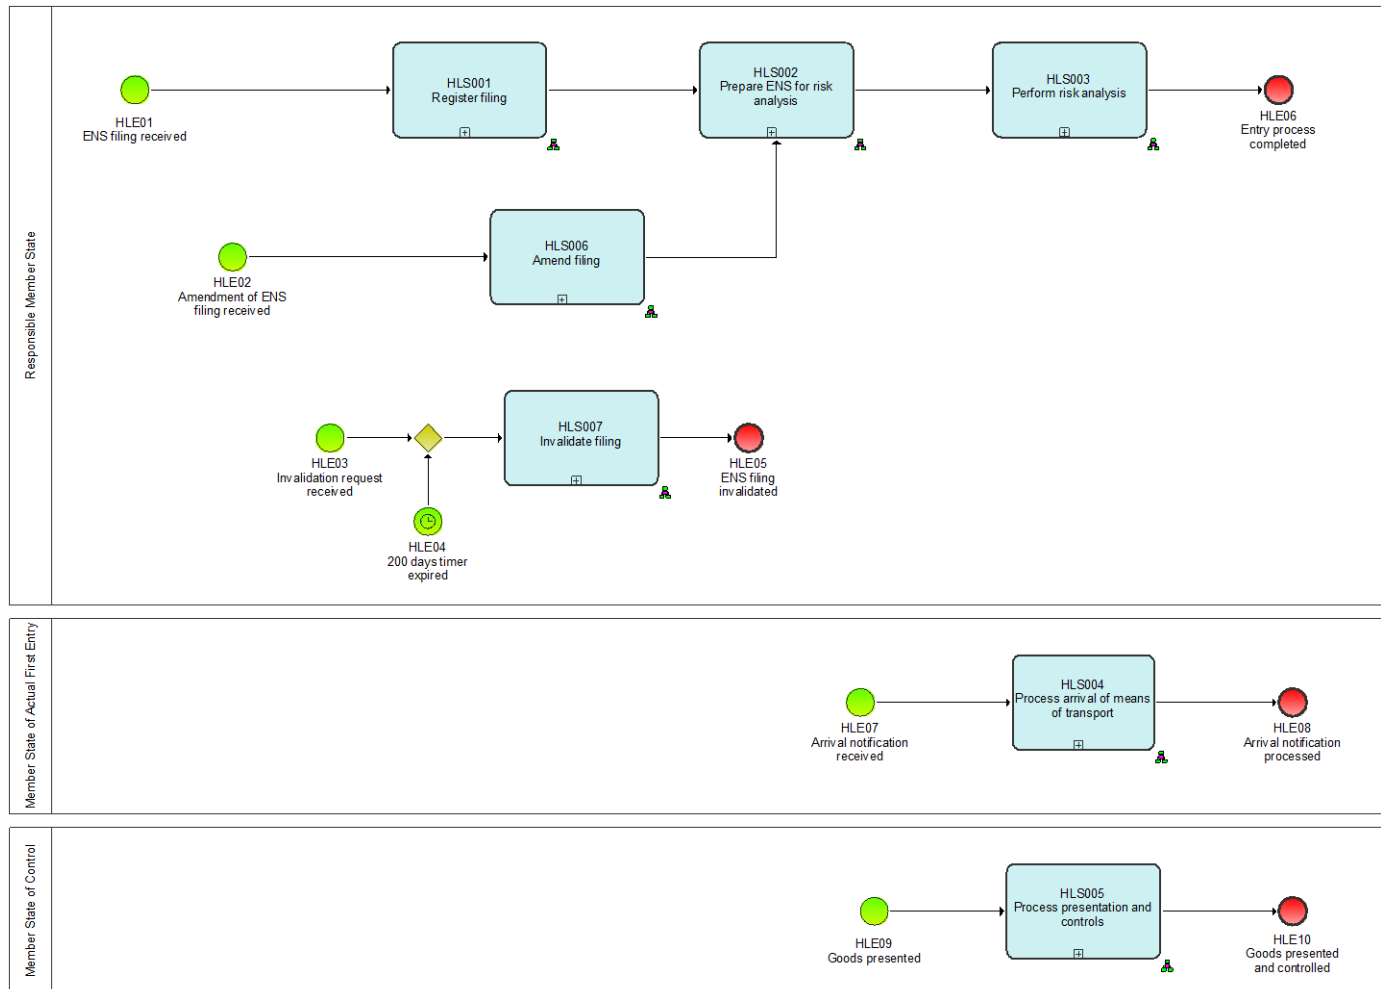 Responsible Member State
HLS001
Register filing
HLS002
Prepare ENS for risk
analysis
HLS003
Perform risk analysis
HLE01
ENS filing received
HLE06
Entry process
completed
HLS006
Amend filing
HLE02
Amendment of ENS
filing received
HLS007
Invalidate filing
HLE03
Invalidation request
received
HLE05
ENS filing
invalidated
HLE04
200 days timer
expired
Member State of Actual First Entry
HLS004
Process arrival of means
of transport
HLE07
Arrival notification
received
HLE08
Arrival notification
processed
Member State of Control
HLS005
Process presentation and
controls
HLE09
Goods presented
HLE10
Goods presented
and controlled